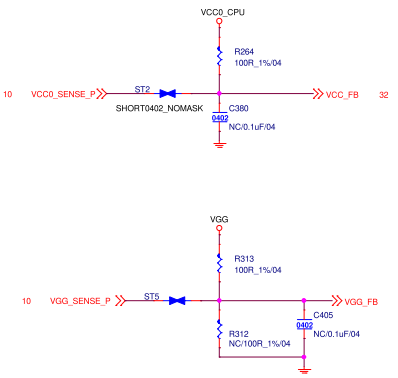 VCC0_CPU
R264
100R_1%/04
10 VCC0_SENSE_P ST2 VCC_FB 32
SHORT0402_NOMASK
C380
0402
NC/0.1uF/04
VGG
R313
100R_1%/04
10 VGG_SENSE_P ST5 VGG_FB
C405
0402
R312
NC/0.1uF/04
NC/100R_1%/04